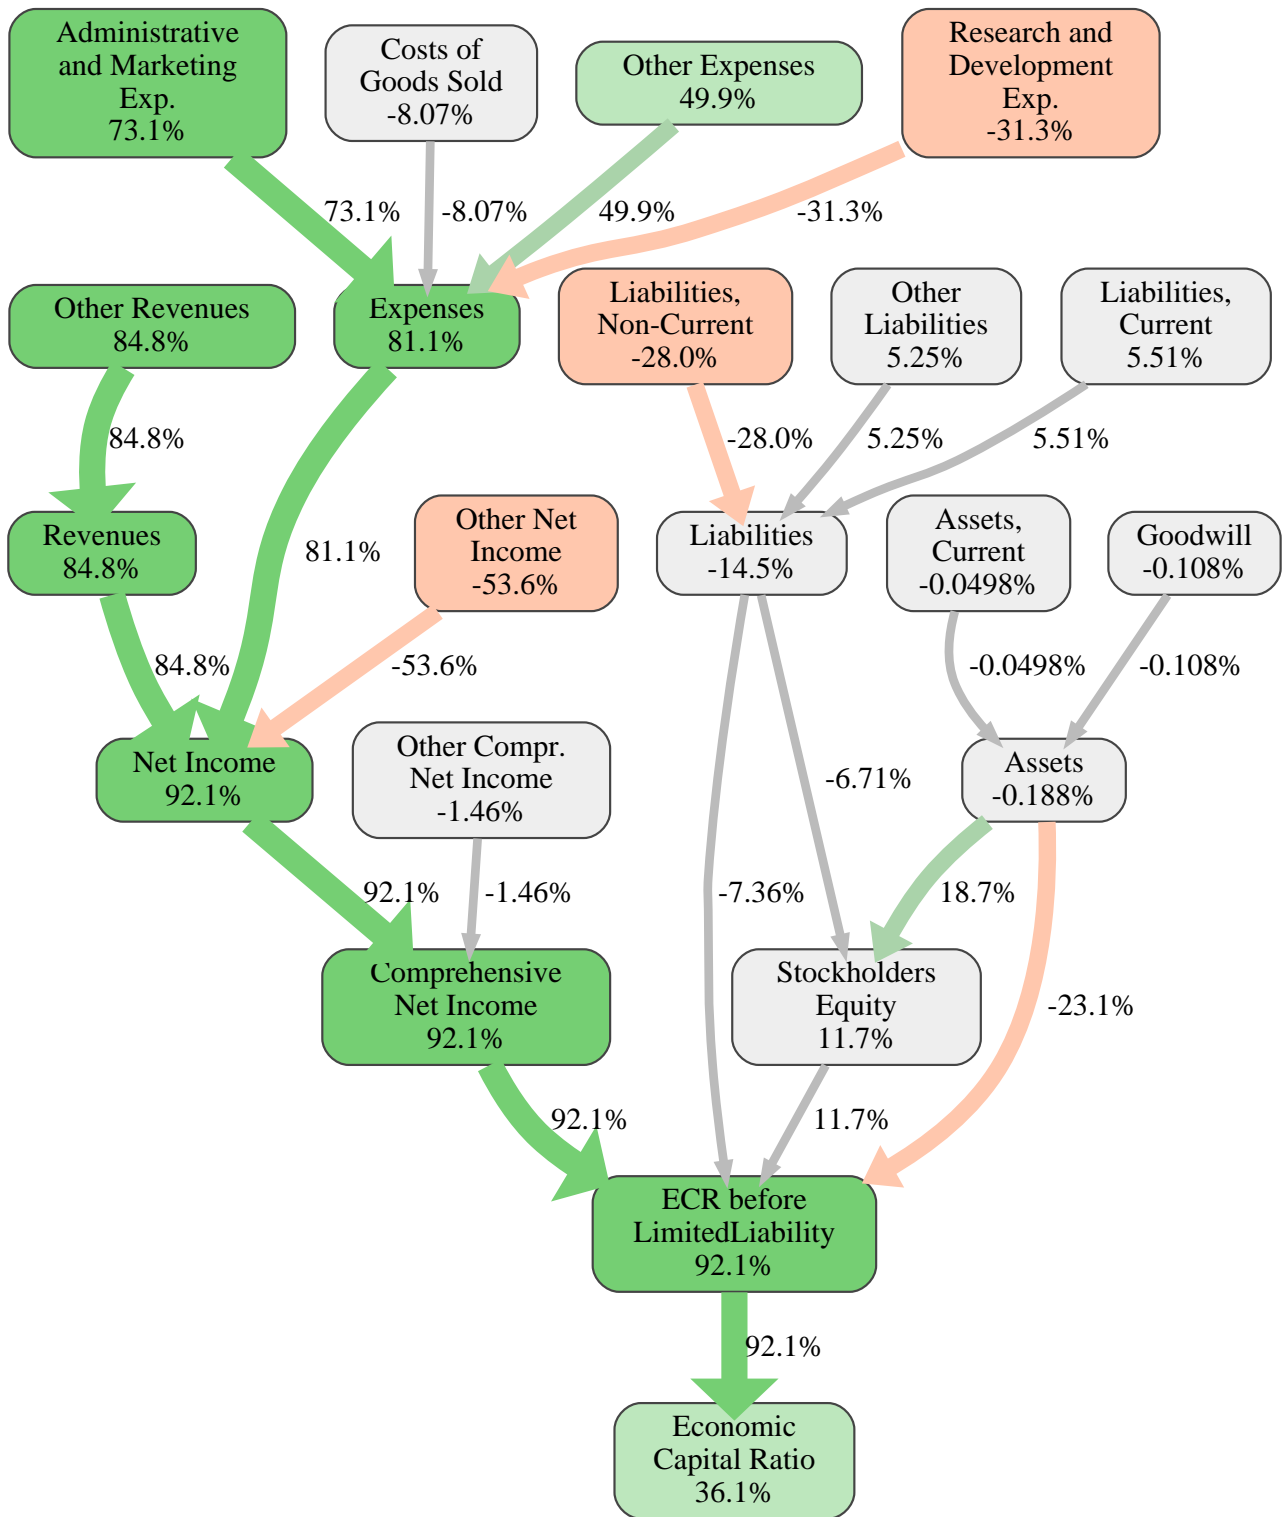 Administrative
and Marketing
Exp.
73.1%
Costs of
Goods Sold
-8.07%
Other Expenses
49.9%
Research and
Development
Exp.
-31.3%
73.1%
-8.07%
49.9%
-31.3%
Other Revenues
84.8%
Expenses
81.1%
Liabilities,
Non-Current
-28.0%
Other
Liabilities
5.25%
Liabilities,
Current
5.51%
84.8%
-28.0%
5.25%
5.51%
Revenues
84.8%
81.1%
Other Net
Income
-53.6%
Liabilities
-14.5%
Assets,
Current
-0.0498%
Goodwill
-0.108%
84.8%
-53.6%
-0.0498%
-0.108%
Net Income
92.1%
Other Compr.
Net Income
-1.46%
-6.71%
Assets
-0.188%
92.1%
-1.46%
-7.36%
18.7%
Comprehensive
Net Income
92.1%
Stockholders
Equity
11.7%
-23.1%
92.1%
11.7%
ECR before
LimitedLiability
92.1%
92.1%
Economic
Capital Ratio
36.1%